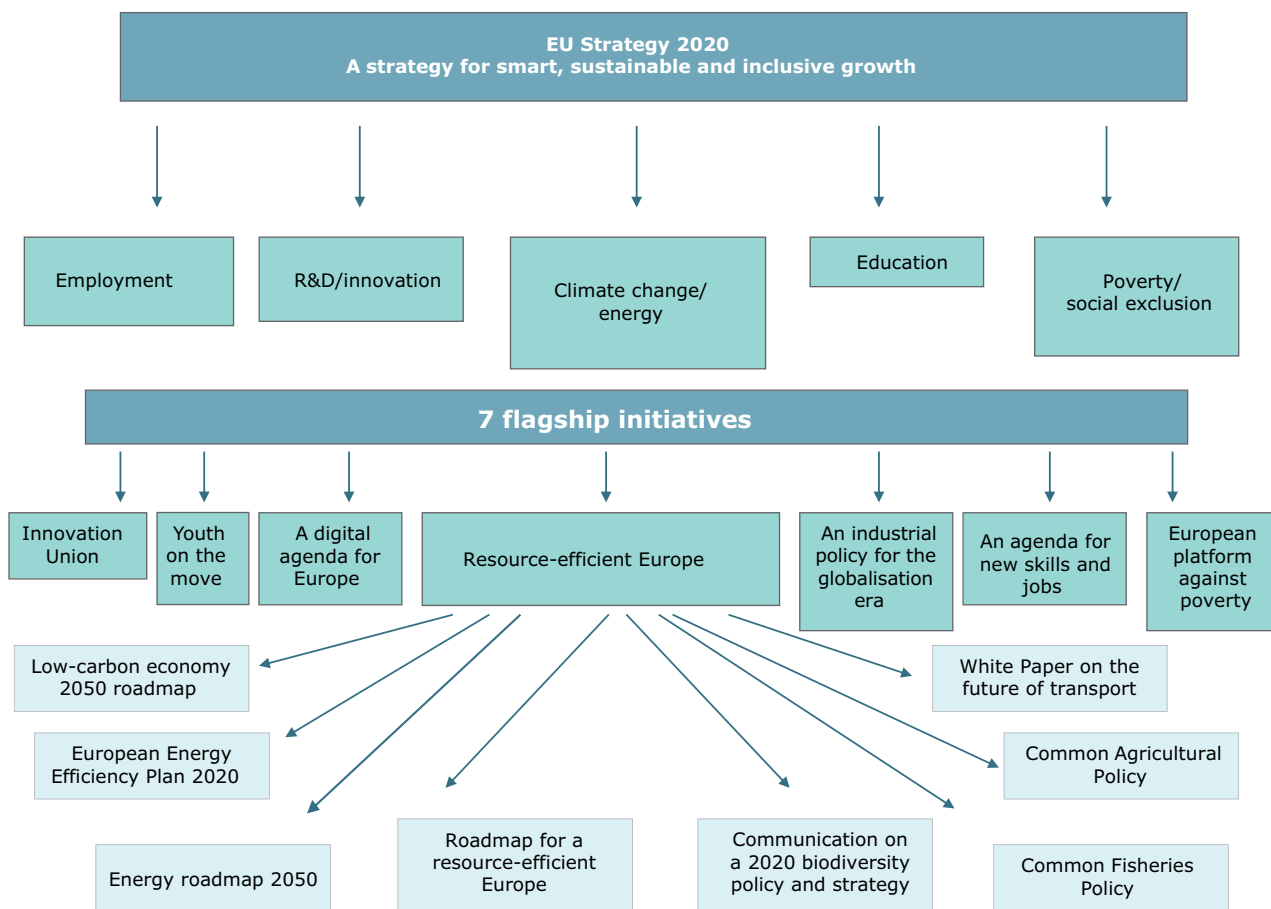 EU Strategy 2020
A strategy for smart, sustainable and inclusive growth
Employment
R&D/innovation
Climate change/
energy
Education
Poverty/
social exclusion
7 flagship initiatives
Innovation
Union
Youth
on the
move
A digital
agenda for
Europe
Resource-efficient Europe
An industrial
policy for the
globalisation
era
An agenda for
new skills and
jobs
European
platform
against
poverty
Low-carbon economy
2050 roadmap
White Paper on the
future of transport
European Energy
Efficiency Plan 2020
Common Agricultural
Policy
Energy roadmap 2050
Roadmap for a
resource-efficient
Europe
Communication on
a 2020 biodiversity
policy and strategy
Common Fisheries
Policy